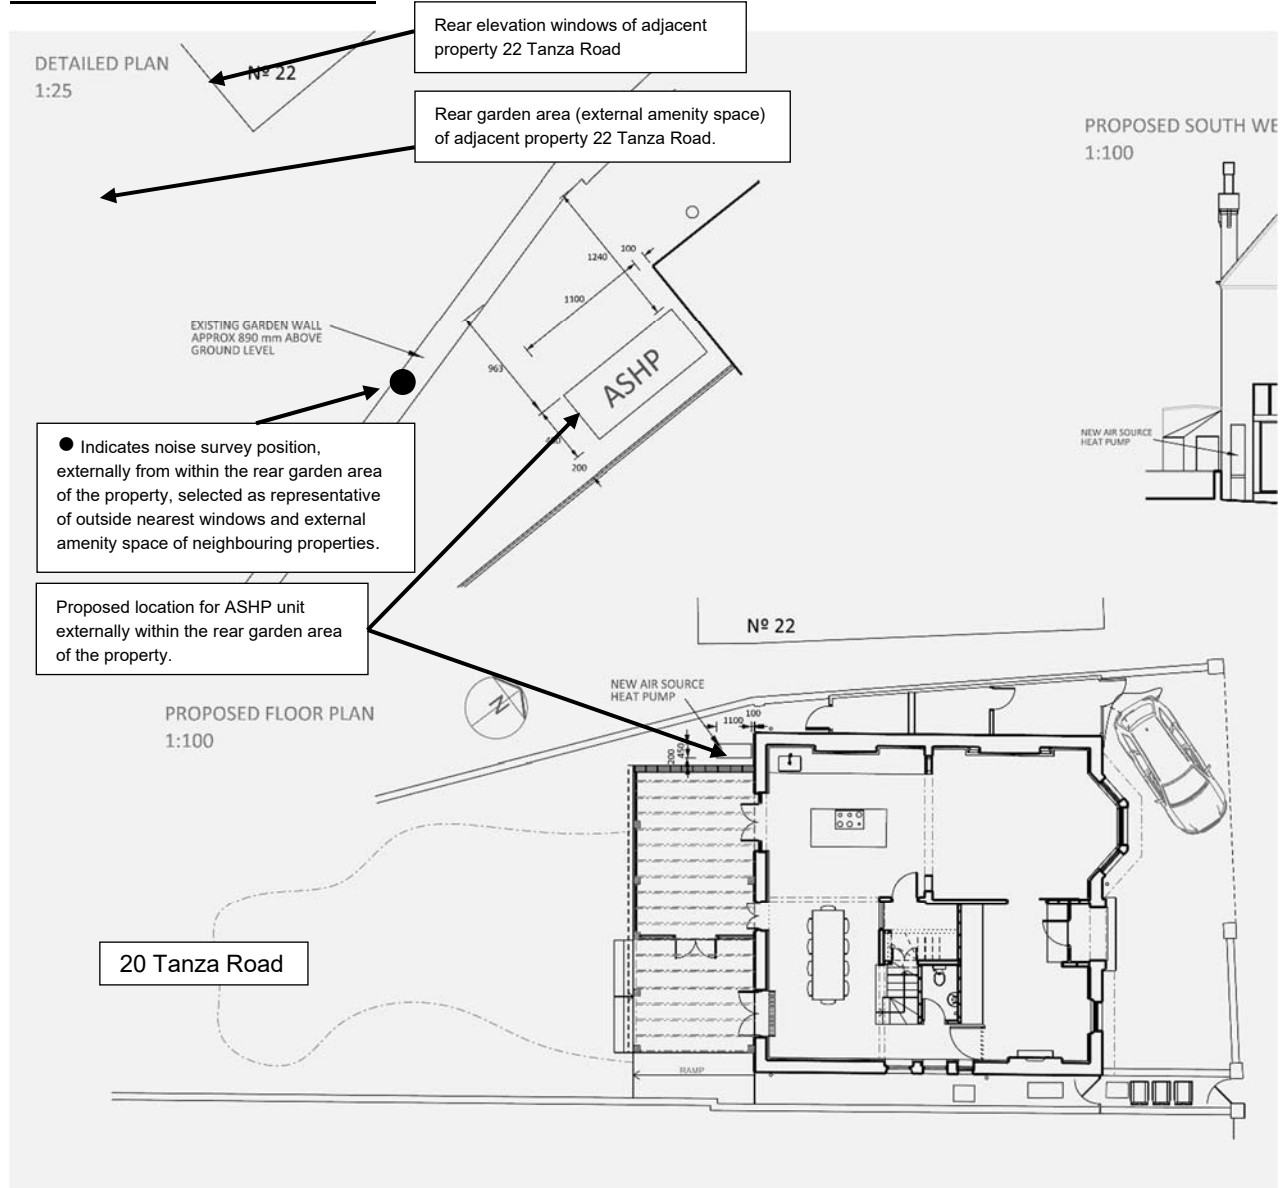 Rear elevation windows of adjacent
property 22 Tanza Road
DETAILED PLAN
1:25
Nº 22
Rear garden area (external amenity space)
of adjacent property 22 Tanza Road.
PROPOSED SOUTH WE
1:100
100
1240
1100
EXISTING GARDEN WALL
APPROX 890 mm ABOVE
GROUND LEVEL
963
ASHP
200
NEW AIR SOURCE
HEAT PUMP
● Indicates noise survey position,
externally from within the rear garden area
of the property, selected as representative
of outside nearest windows and external
amenity space of neighbouring properties.
Proposed location for ASHP unit
externally within the rear garden area
of the property.
Nº 22
NEW AIR SOURCE
HEAT PUMP
N
PROPOSED FLOOR PLAN
1:100
100
1100
450
200
20 Tanza Road
RAMP